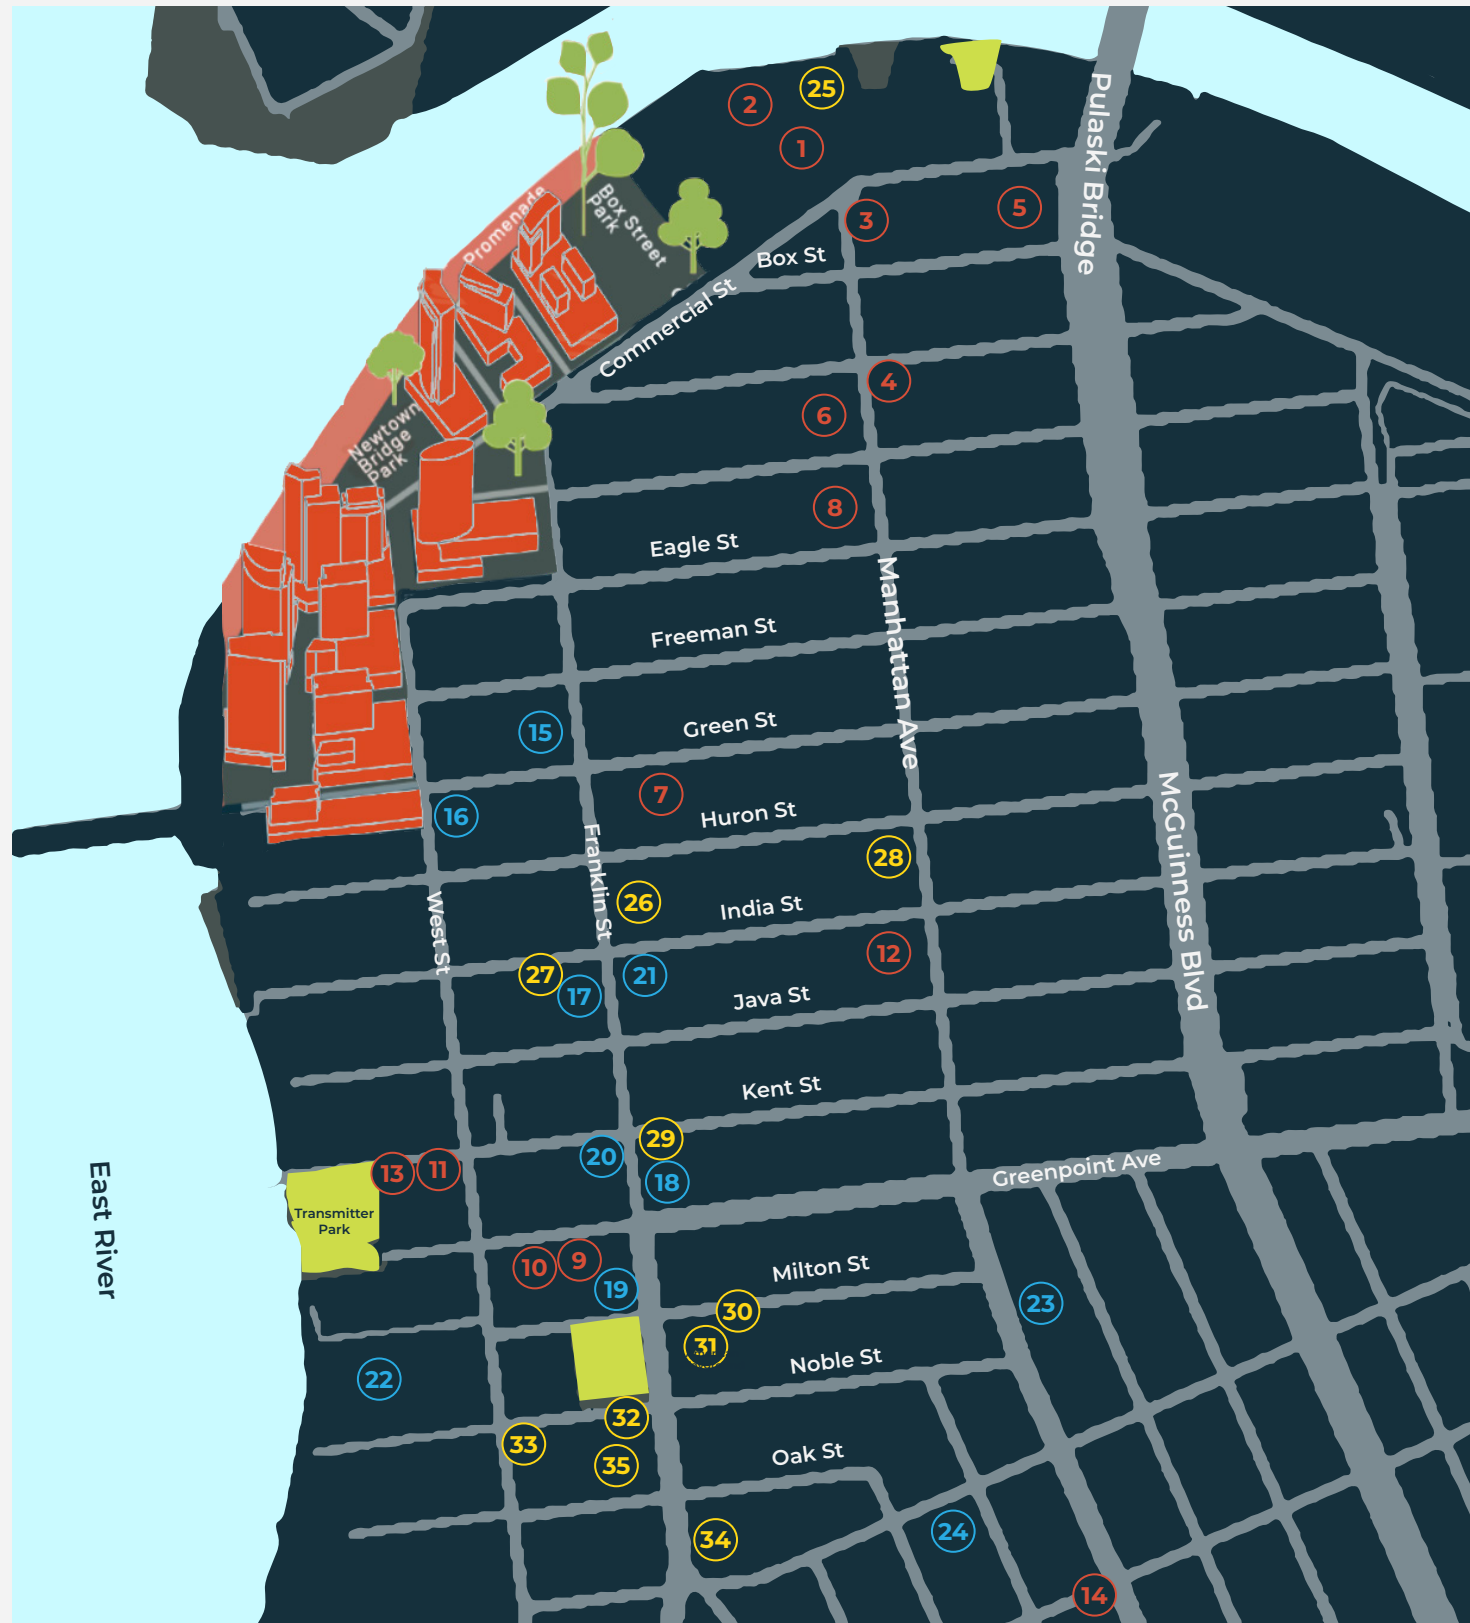 Pulaski Bridge
25
2
1
Promenade
Box Street
Park
5
3
Box St
Commercial St
4
6
Newtown
Bridge
Park
8
Eagle St
Manhattan Ave
Freeman St
Green St
15
7
Huron St
16
McGuinness Blvd
Franklin St
28
West St
26
India St
12
27
21
17
Java St
Kent St
29
20
13
11
18
Greenpoint Ave
East River
Transmitter
Park
10
9
19
Milton St
30
23
31
Noble St
22
32
33
35
Oak St
34
24
14